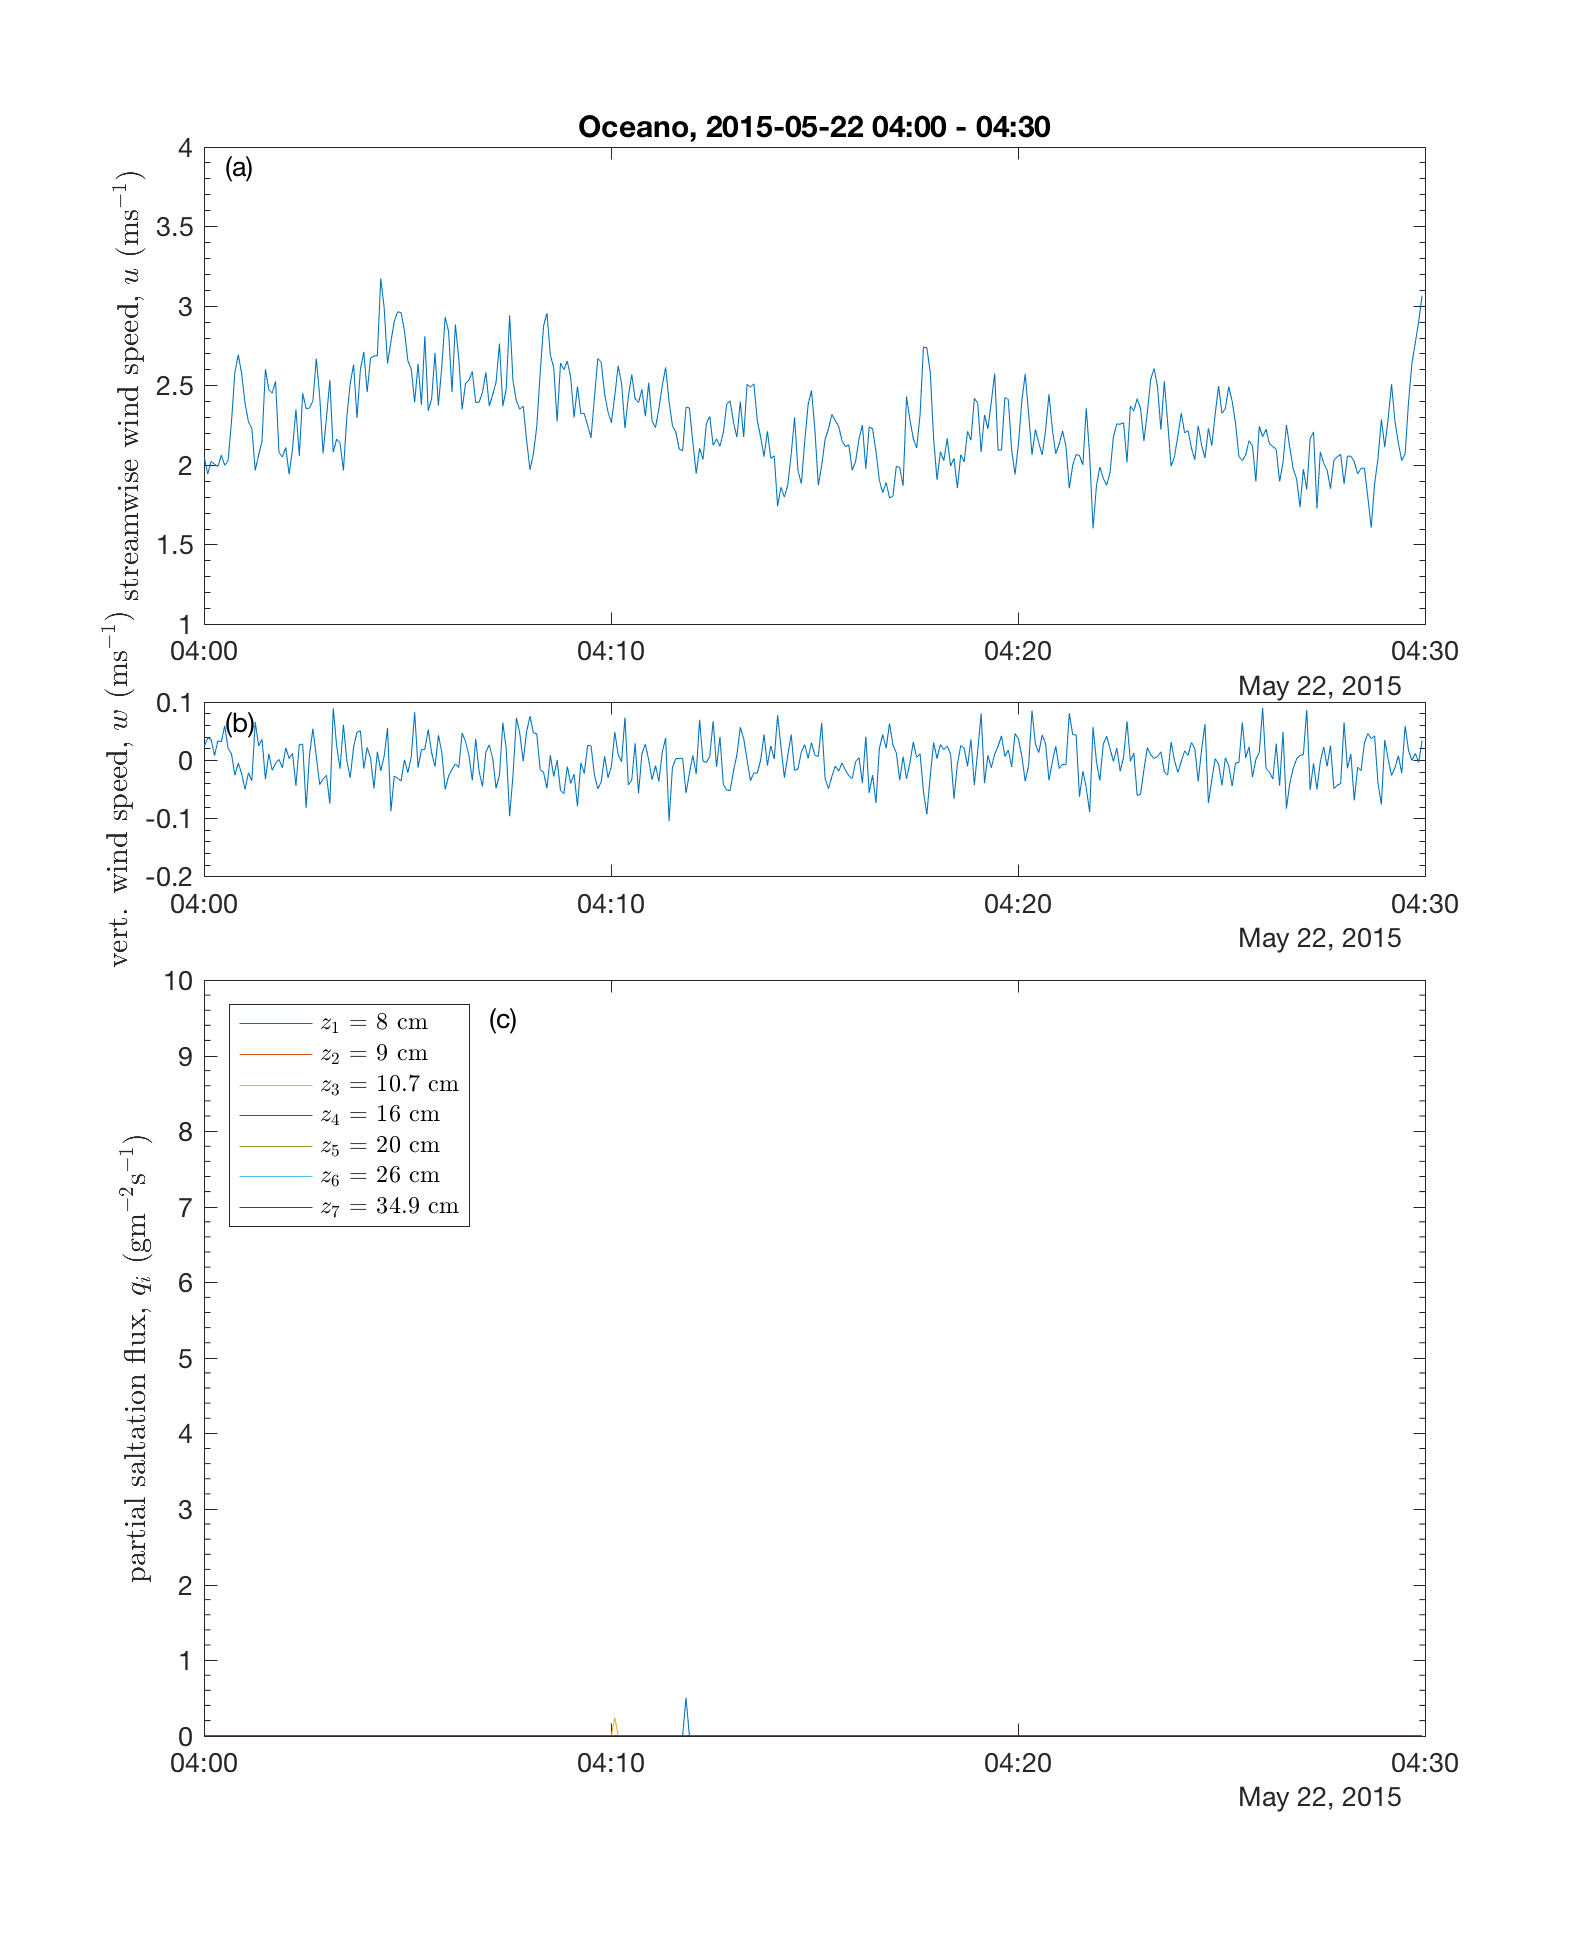 Oceano, 2015-05-22 04:00 - 04:30
(a)
streamwise wind speed, u (ms⁻¹)
4
3.5
3
2.5
2
1.5
1
04:00 04:10 04:20 04:30
May 22, 2015
(b)
vert. wind speed, w (ms⁻¹)
0.1
0
-0.1
-0.2
04:00 04:10 04:20 04:30
May 22, 2015
(c)
partial saltation flux, qᵢ (gm⁻²s⁻¹)
10
9
8
7
6
5
4
3
2
1
0
z₁ = 8 cm
z₂ = 9 cm
z₃ = 10.7 cm
z₄ = 16 cm
z₅ = 20 cm
z₆ = 26 cm
z₇ = 34.9 cm
04:00 04:10 04:20 04:30
May 22, 2015